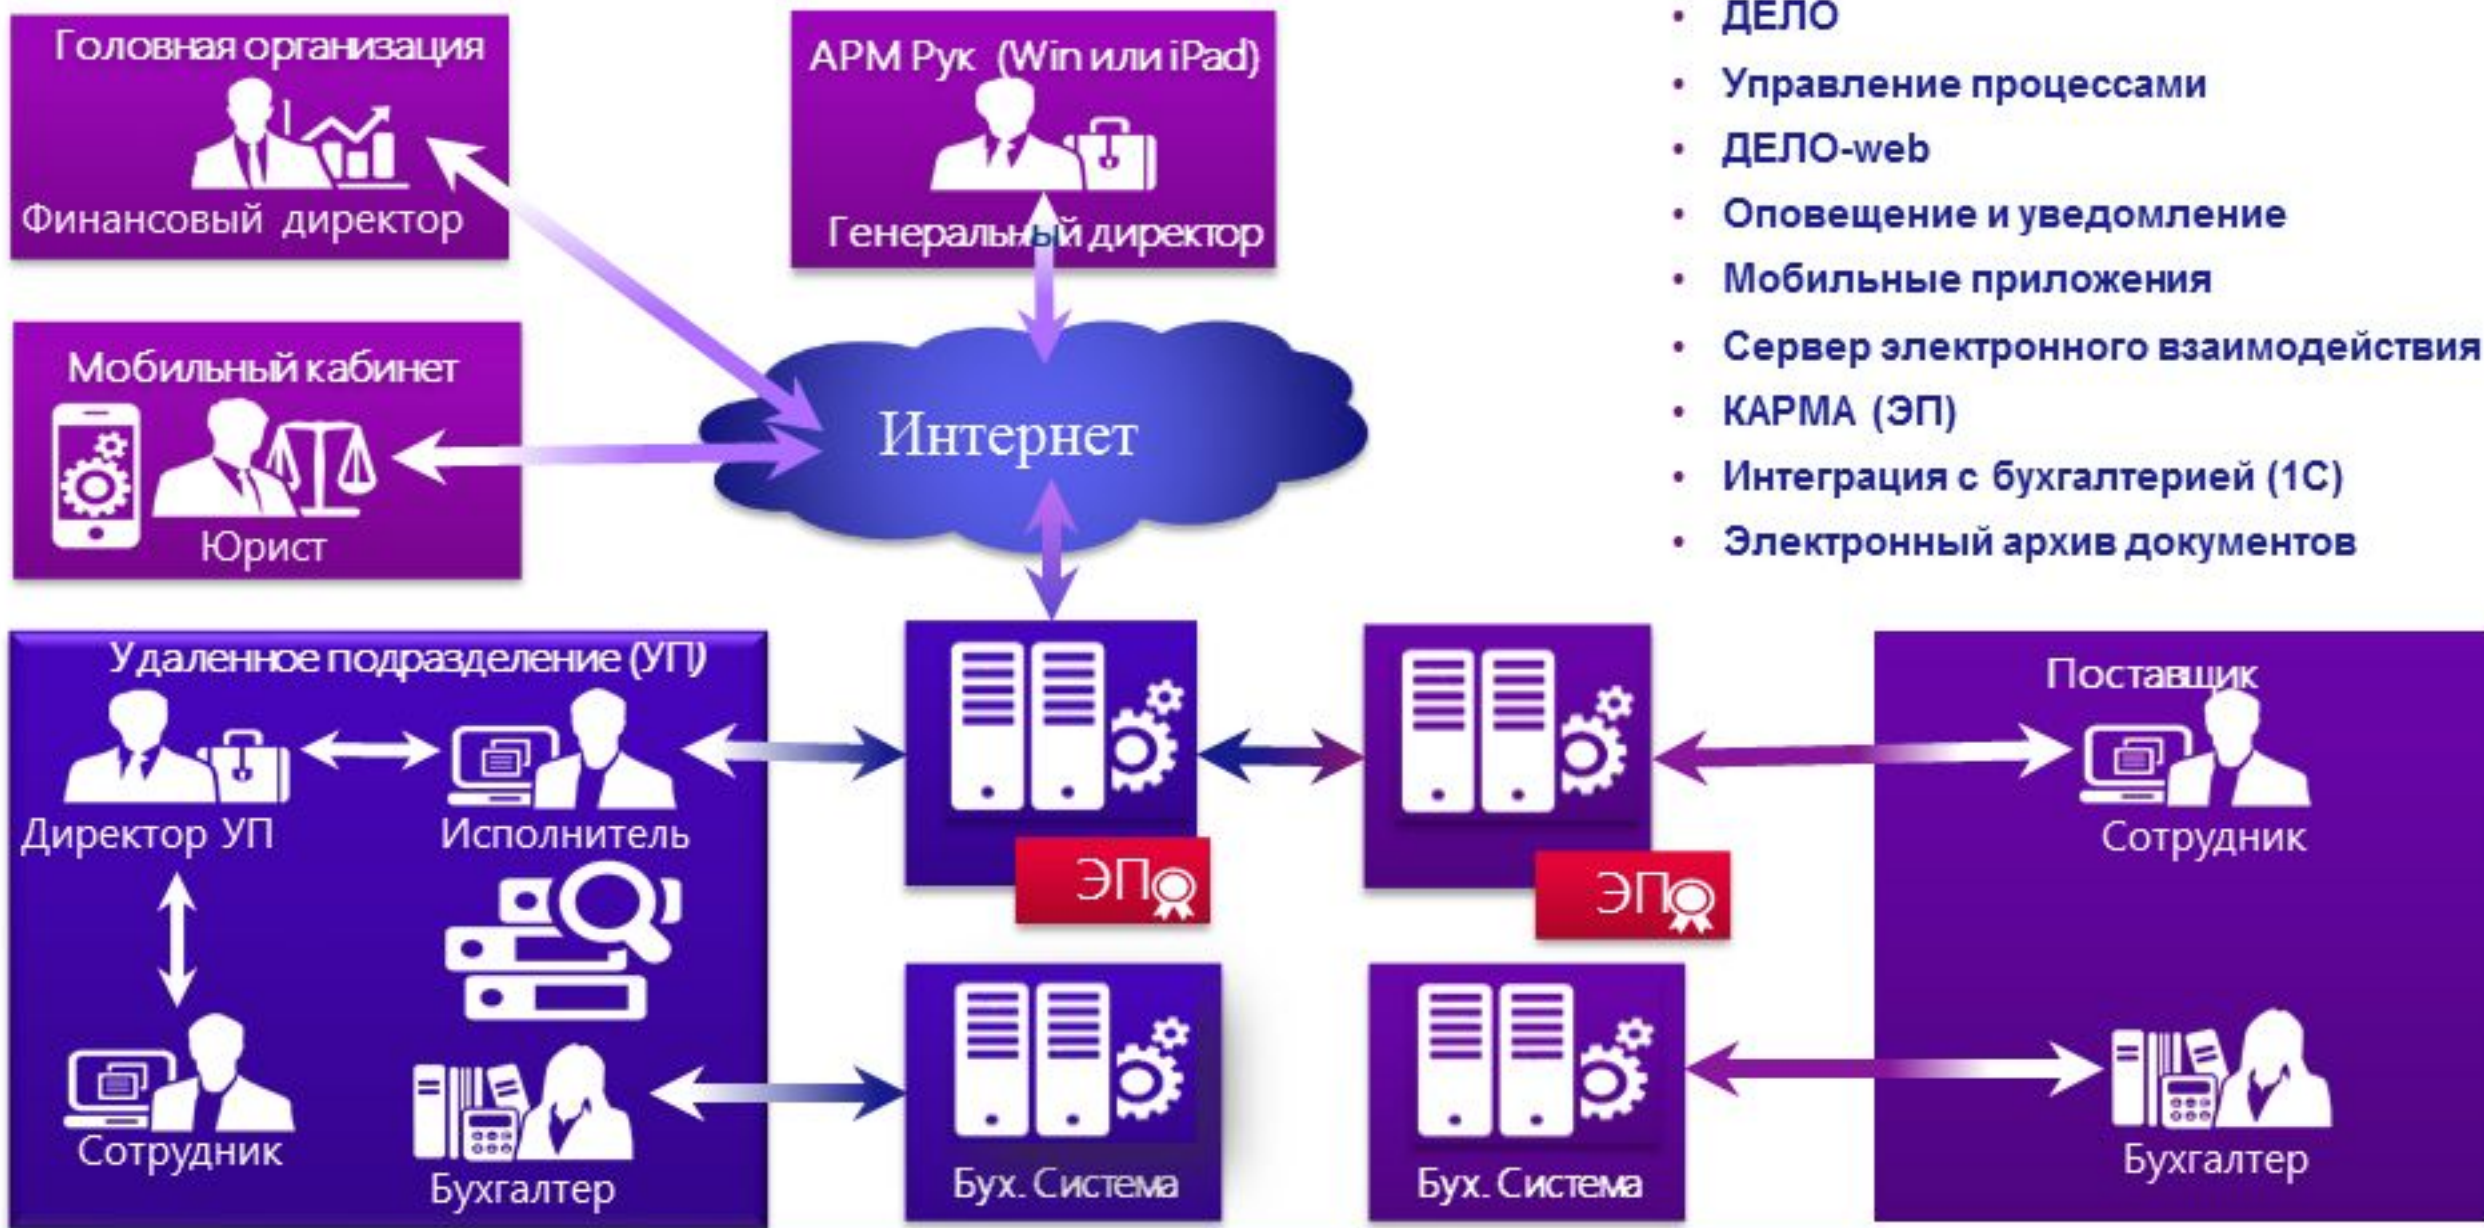 Головная организация
Финансовый директор
АРМ Рук (Win или iPad)
Генеральный директор
• ДЕЛО
• Управление процессами
• ДЕЛО-web
• Оповещение и уведомление
• Мобильные приложения
• Сервер электронного взаимодействия
• КАРМА (ЭП)
• Интеграция с бухгалтерией (1С)
• Электронный архив документов
Мобильный кабинет
Юрист
Интернет
Удаленное подразделение (УП)
Директор УП
Исполнитель
Сотрудник
Бухгалтер
ЭП
ЭП
Бух. Система
Бух. Система
Поставщик
Сотрудник
Бухгалтер